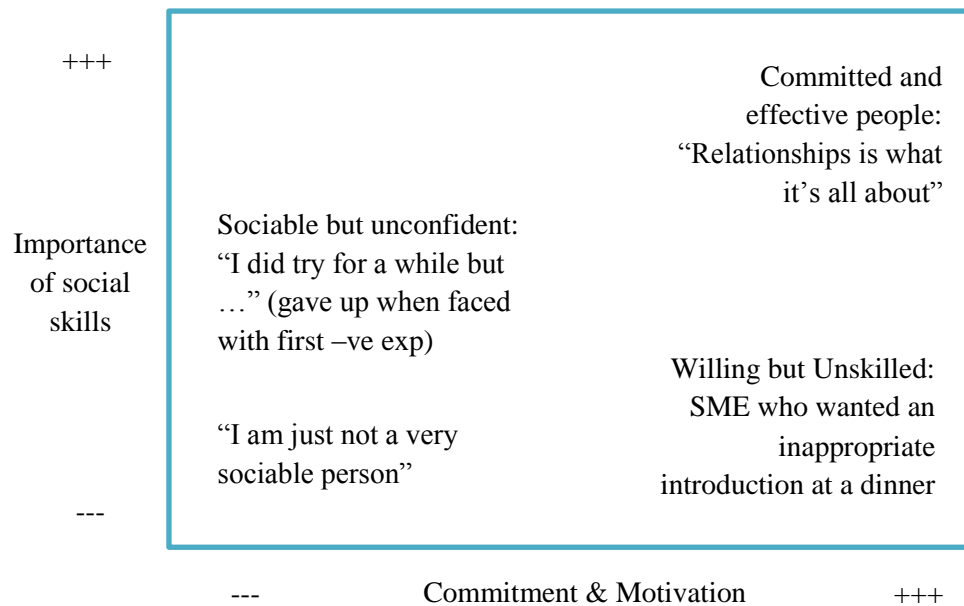 +++
Importance
of social
skills
---
Committed and
effective people:
“Relationships is what
it’s all about”
Sociable but unconfident:
“I did try for a while but
…” (gave up when faced
with first –ve exp)
Willing but Unskilled:
SME who wanted an
inappropriate
introduction at a dinner
“I am just not a very
sociable person”
--- Commitment & Motivation +++